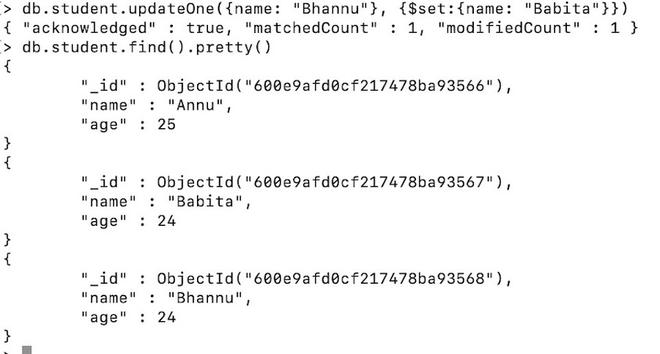 > db.student.updateOne({name: "Bhannu"}, {$set:{name: "Babita"}})
{ "acknowledged" : true, "matchedCount" : 1, "modifiedCount" : 1 }
> db.student.find().pretty()
{
        "_id" : ObjectId("600e9afd0cf217478ba93566"),
        "name" : "Annu",
        "age" : 25
}
{
        "_id" : ObjectId("600e9afd0cf217478ba93567"),
        "name" : "Babita",
        "age" : 24
}
{
        "_id" : ObjectId("600e9afd0cf217478ba93568"),
        "name" : "Bhannu",
        "age" : 24
}
>